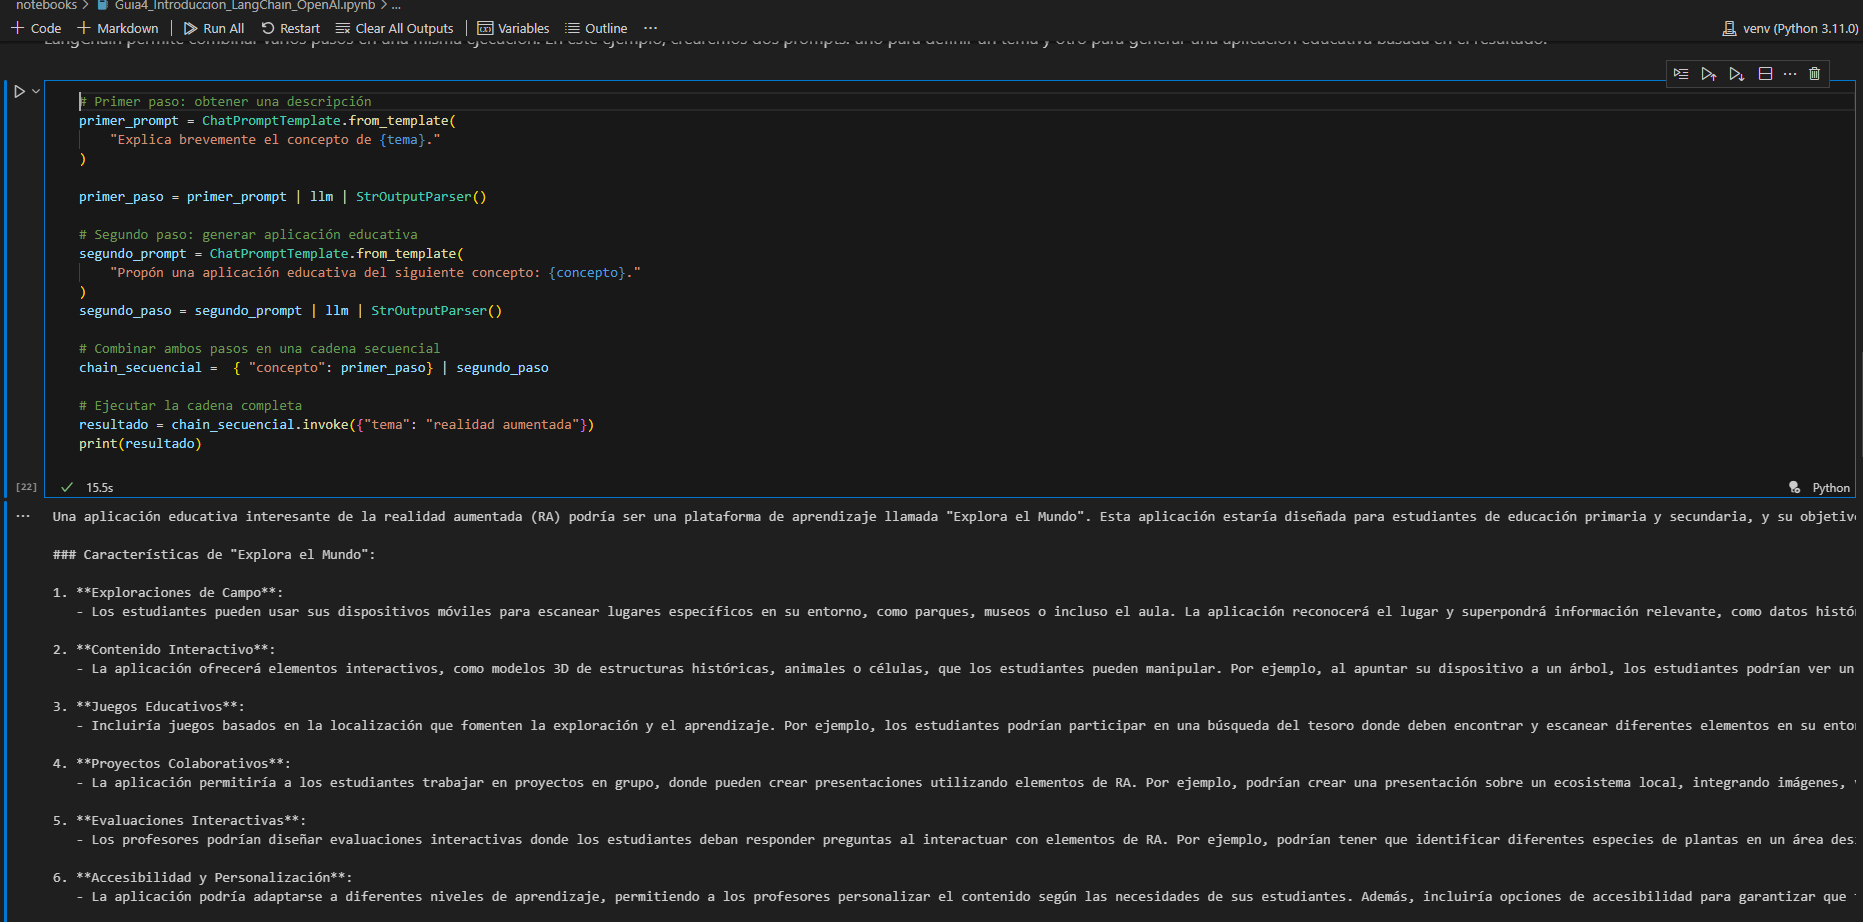 notebooks > Guia4_Introduccion_LangChain_OpenAI.ipynb > ...
+ Code + Markdown | Run All Restart Clear All Outputs | Variables Outline ...
venv (Python 3.11.0)
LangChain permite combinar varios pasos en una misma ejecución. En este ejemplo, crearemos dos prompts: uno para definir un tema y otro para generar una aplicación educativa basada en el resultado.
# Primer paso: obtener una descripción
primer_prompt = ChatPromptTemplate.from_template(
    "Explica brevemente el concepto de {tema}."
)
primer_paso = primer_prompt | llm | StrOutputParser()
# Segundo paso: generar aplicación educativa
segundo_prompt = ChatPromptTemplate.from_template(
    "Propón una aplicación educativa del siguiente concepto: {concepto}."
)
segundo_paso = segundo_prompt | llm | StrOutputParser()
# Combinar ambos pasos en una cadena secuencial
chain_secuencial =  { "concepto": primer_paso} | segundo_paso
# Ejecutar la cadena completa
resultado = chain_secuencial.invoke({"tema": "realidad aumentada"})
print(resultado)
[22] 15.5s
Python
... Una aplicación educativa interesante de la realidad aumentada (RA) podría ser una plataforma de aprendizaje llamada "Explora el Mundo". Esta aplicación estaría diseñada para estudiantes de educación primaria y secundaria, y su objetiv
### Características de "Explora el Mundo":
1. **Exploraciones de Campo**:
   - Los estudiantes pueden usar sus dispositivos móviles para escanear lugares específicos en su entorno, como parques, museos o incluso el aula. La aplicación reconocerá el lugar y superpondrá información relevante, como datos histó
2. **Contenido Interactivo**:
   - La aplicación ofrecerá elementos interactivos, como modelos 3D de estructuras históricas, animales o células, que los estudiantes pueden manipular. Por ejemplo, al apuntar su dispositivo a un árbol, los estudiantes podrían ver un
3. **Juegos Educativos**:
   - Incluiría juegos basados en la localización que fomenten la exploración y el aprendizaje. Por ejemplo, los estudiantes podrían participar en una búsqueda del tesoro donde deben encontrar y escanear diferentes elementos en su ento
4. **Proyectos Colaborativos**:
   - La aplicación permitiría a los estudiantes trabajar en proyectos en grupo, donde pueden crear presentaciones utilizando elementos de RA. Por ejemplo, podrían crear una presentación sobre un ecosistema local, integrando imágenes,
5. **Evaluaciones Interactivas**:
   - Los profesores podrían diseñar evaluaciones interactivas donde los estudiantes deban responder preguntas al interactuar con elementos de RA. Por ejemplo, podrían tener que identificar diferentes especies de plantas en un área des
6. **Accesibilidad y Personalización**:
   - La aplicación podría adaptarse a diferentes niveles de aprendizaje, permitiendo a los profesores personalizar el contenido según las necesidades de sus estudiantes. Además, incluiría opciones de accesibilidad para garantizar que